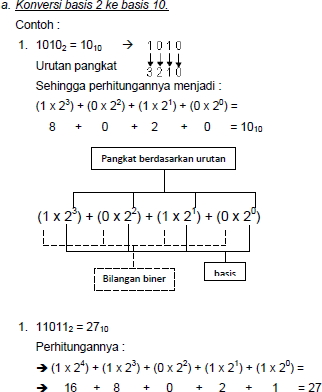 a. Konversi basis 2 ke basis 10.
Contoh :
1. 1010₂ = 10₁₀ → 1 0 1 0
Urutan pangkat 3 2 1 0
Sehingga perhitungannya menjadi :
(1 x 2³) + (0 x 2²) + (1 x 2¹) + (0 x 2⁰) =
8 + 0 + 2 + 0 = 10₁₀
Pangkat berdasarkan urutan
(1 x 2³) + (0 x 2²) + (1 x 2¹) + (0 x 2⁰)
Bilangan biner
basis
1. 11011₂ = 27₁₀
Perhitungannya :
➔ (1 x 2⁴) + (1 x 2³) + (0 x 2²) + (1 x 2¹) + (1 x 2⁰) =
➔ 16 + 8 + 0 + 2 + 1 = 27